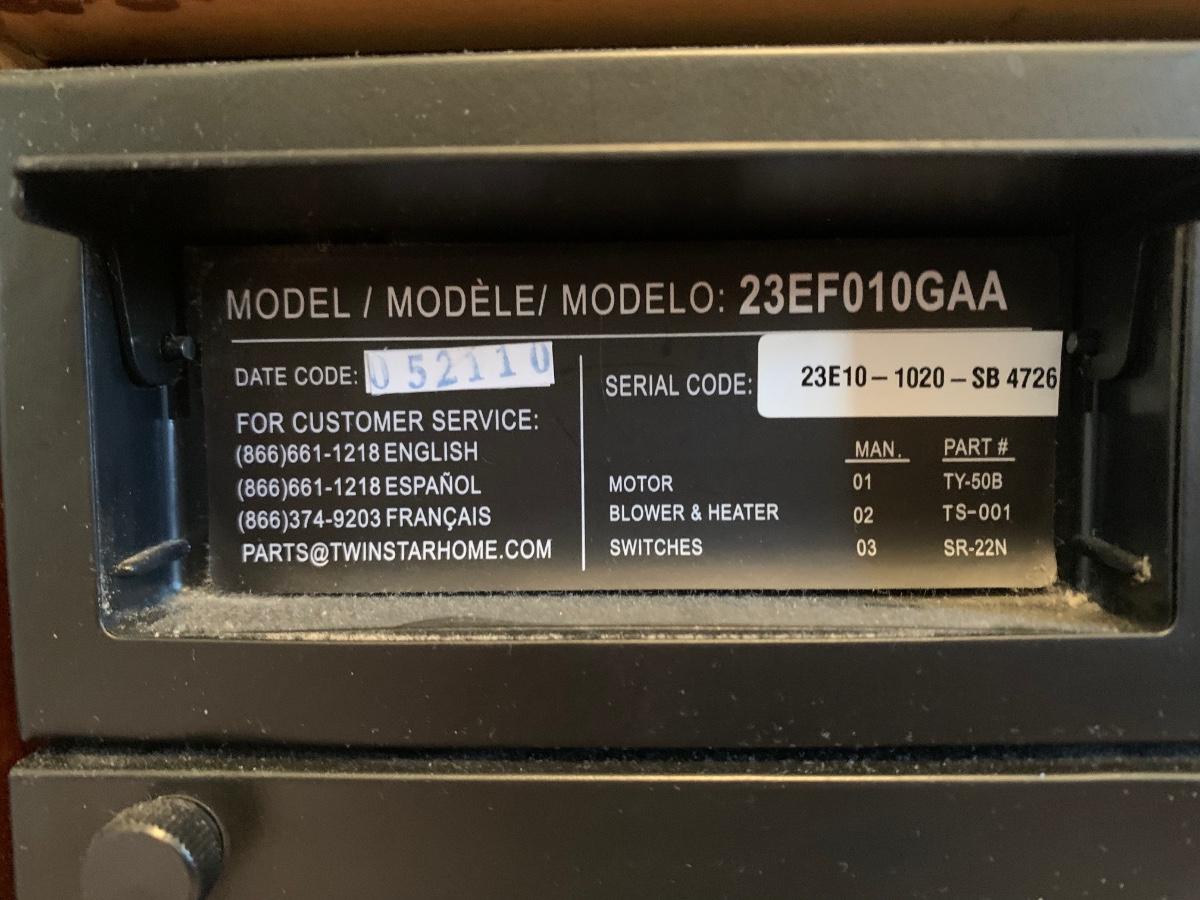 MODEL / MODÈLE/ MODELO: 23EF010GAA
DATE CODE: 052110
FOR CUSTOMER SERVICE:
(866)661-1218 ENGLISH
(866)661-1218 ESPAÑOL
(866)374-9203 FRANÇAIS
PARTS@TWINSTARHOME.COM
SERIAL CODE: 23E10-1020-SB 4726
MAN. PART #
MOTOR 01 TY-50B
BLOWER & HEATER 02 TS-001
SWITCHES 03 SR-22N